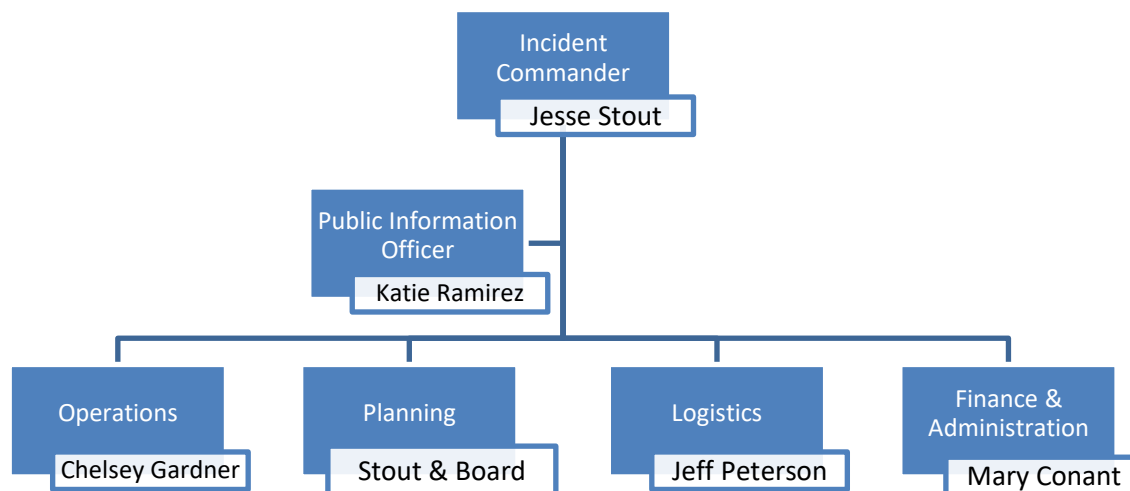 Incident
Commander
Jesse Stout
Public Information
Officer
Katie Ramirez
Operations
Chelsey Gardner
Planning
Stout & Board
Logistics
Jeff Peterson
Finance &
Administration
Mary Conant